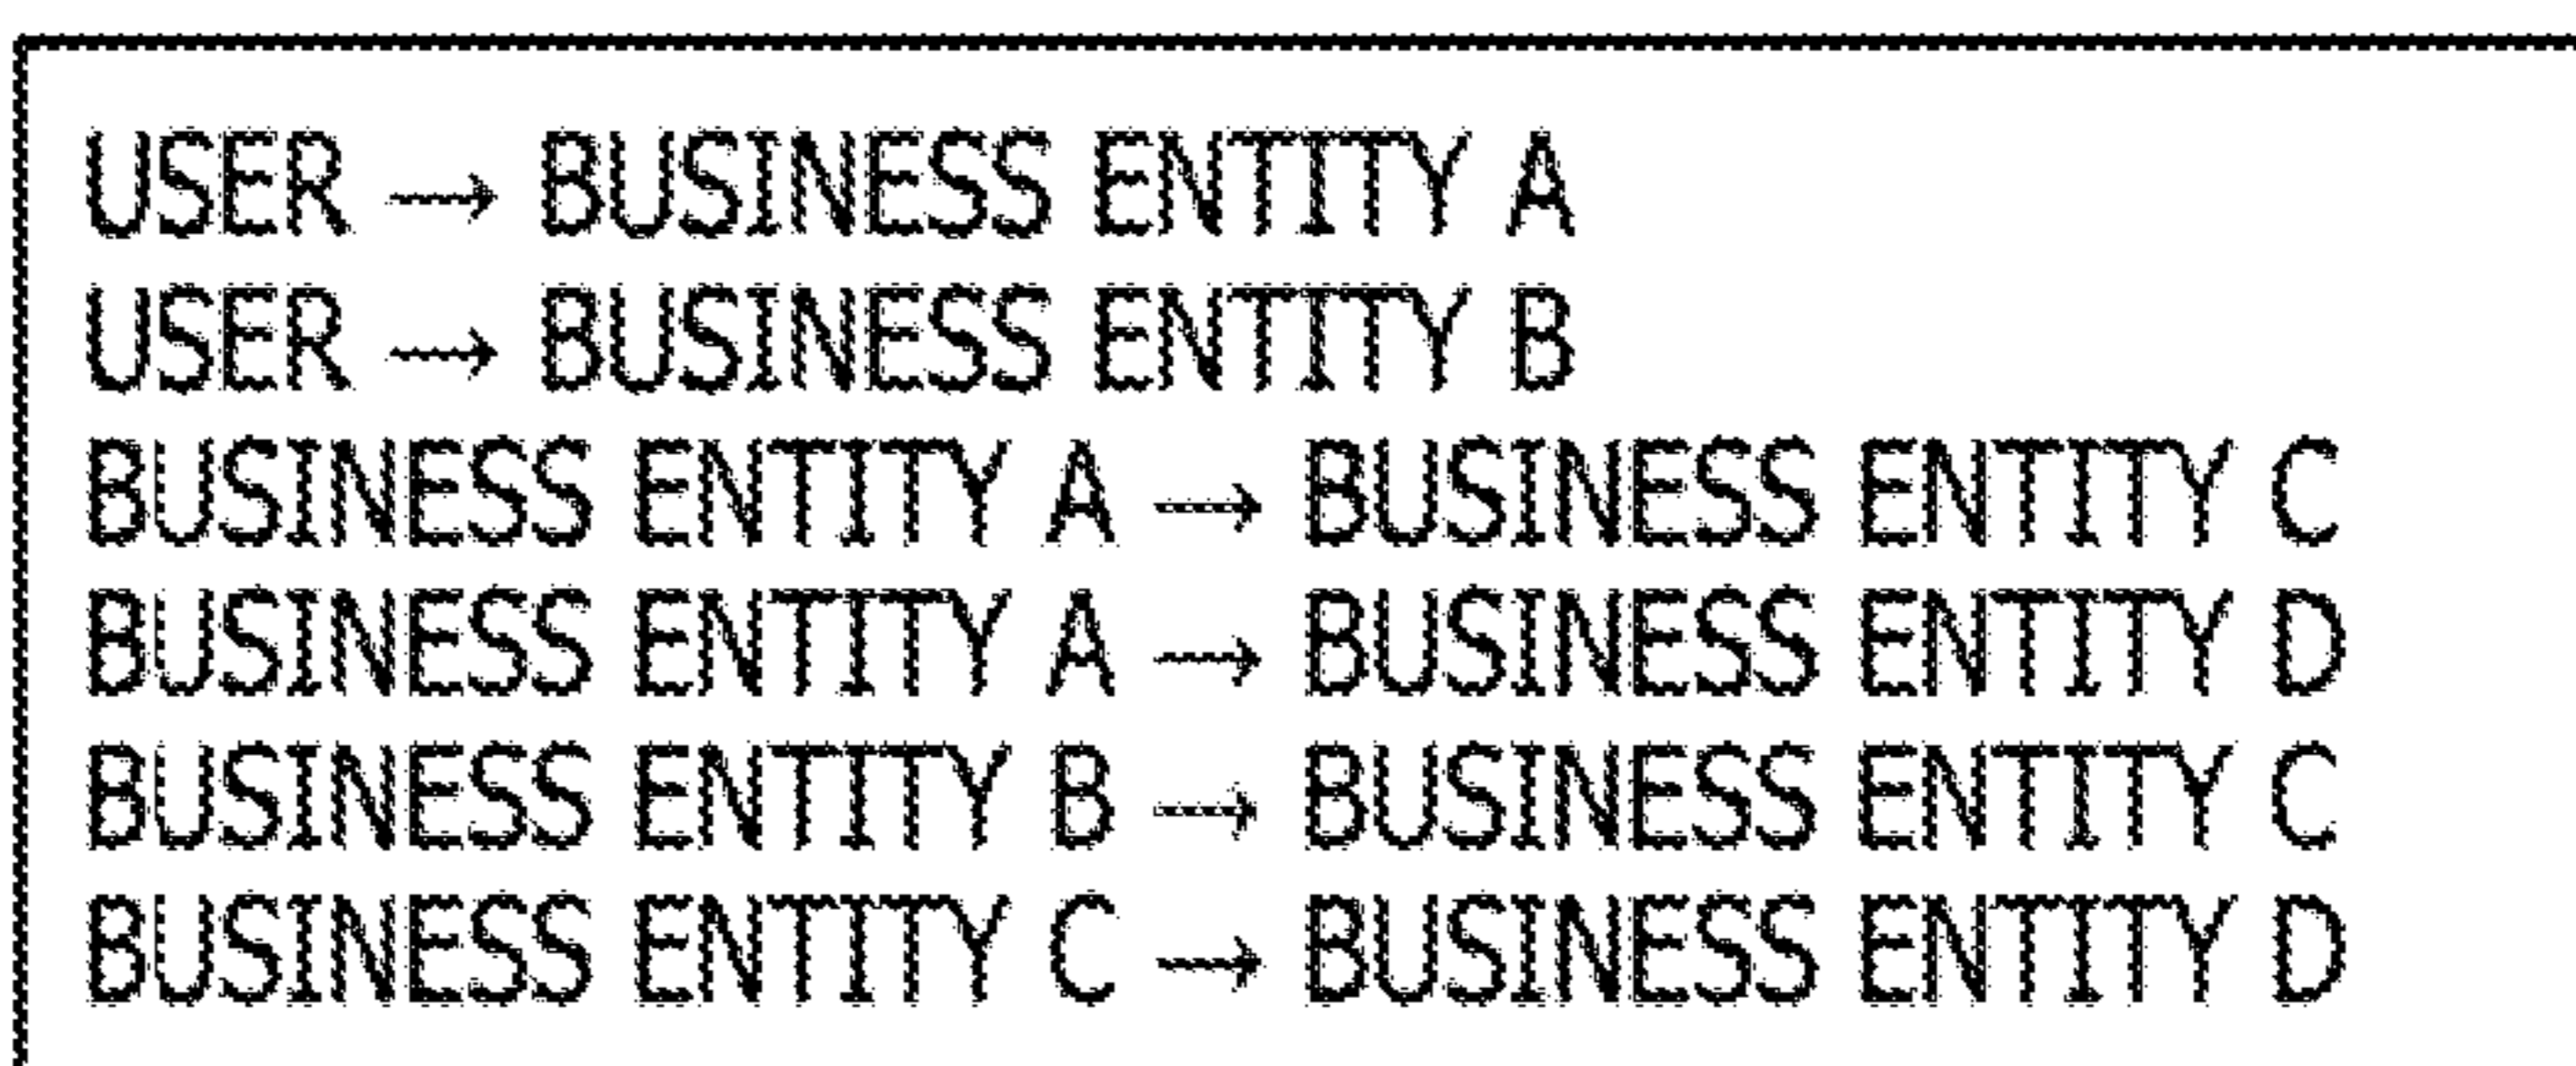 USER → BUSINESS ENTITY A
USER → BUSINESS ENTITY B
BUSINESS ENTITY A → BUSINESS ENTITY C
BUSINESS ENTITY A → BUSINESS ENTITY D
BUSINESS ENTITY B → BUSINESS ENTITY C
BUSINESS ENTITY C → BUSINESS ENTITY D